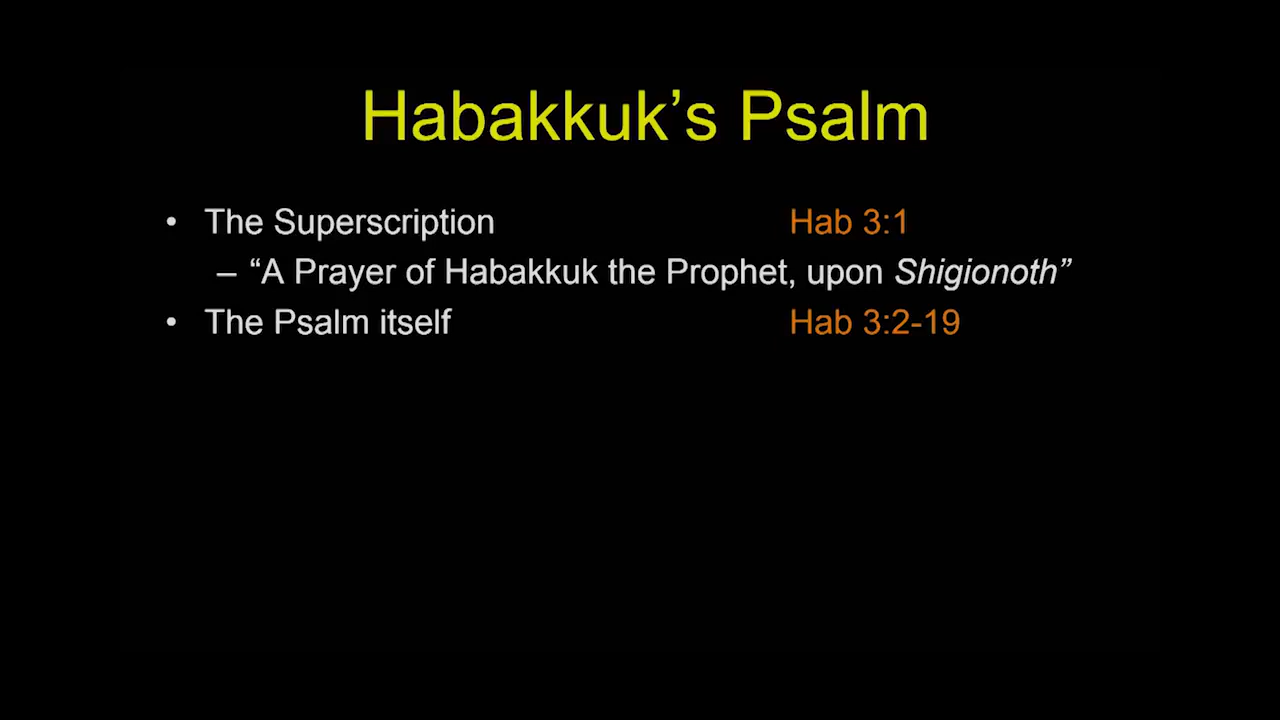 Habakkuk’s Psalm
• The Superscription Hab 3:1
– “A Prayer of Habakkuk the Prophet, upon Shigionoth”
• The Psalm itself Hab 3:2-19